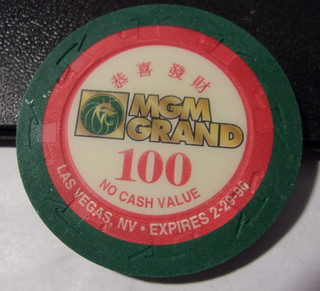 恭喜發財
MGM
GRAND
100
NO CASH VALUE
LAS VEGAS, NV • EXPIRES 2-29-96